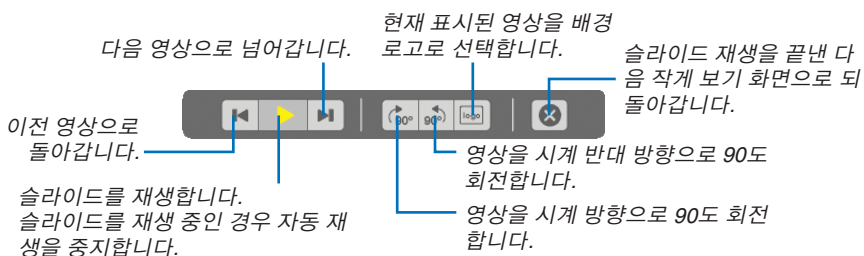 다음 영상으로 넘어갑니다.
현재 표시된 영상을 배경
로고로 선택합니다.
슬라이드 재생을 끝낸 다
음 작게 보기 화면으로 되
돌아갑니다.
90º
90º
logo
이전 영상으로
돌아갑니다.
영상을 시계 반대 방향으로 90도
회전합니다.
슬라이드를 재생합니다.
슬라이드를 재생 중인 경우 자동 재
생을 중지합니다.
영상을 시계 방향으로 90도 회전
합니다.